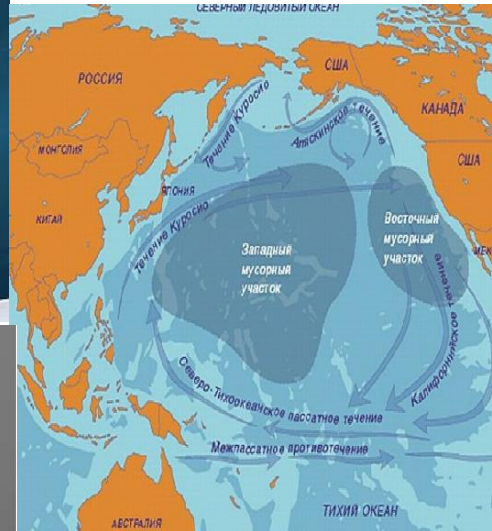 СЕВЕРНЫЙ ЛЕДОВИТЫЙ ОКЕАН
США
РОССИЯ
КАНАДА
Течение Куросио
Аляскинское течение
МОНГОЛИЯ
США
ЯПОНИЯ
КИТАЙ
Течение Куросио
Западный
мусорный
участок
Восточный
мусорный
участок
МЕК
Калифорнийское течение
Северо-Тихоокеанское пассатное течение
Межпассатное противотечение
ТИХИЙ ОКЕАН
АВСТРАЛИЯ